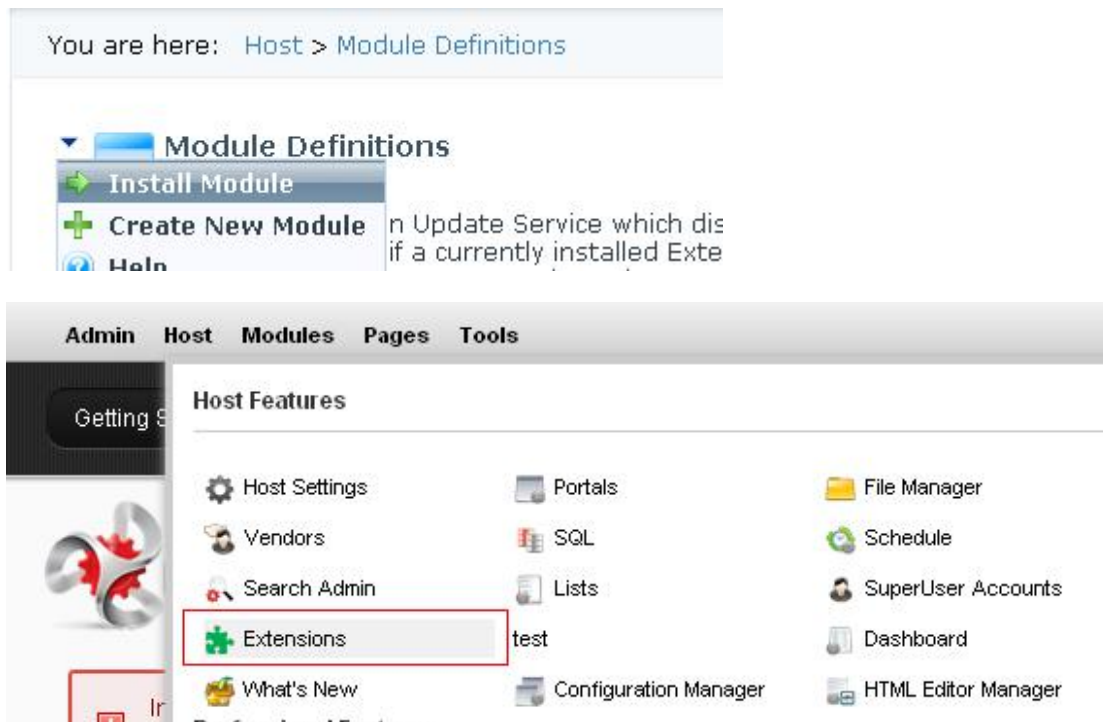 You are here: Host > Module Definitions
Module Definitions
Install Module
Create New Module
n Update Service which dis
if a currently installed Exte
Help
Admin Host Modules Pages Tools
Getting S
Host Features
Host Settings Portals File Manager
Vendors SQL Schedule
Search Admin Lists SuperUser Accounts
Extensions test Dashboard
What's New Configuration Manager HTML Editor Manager
Ir